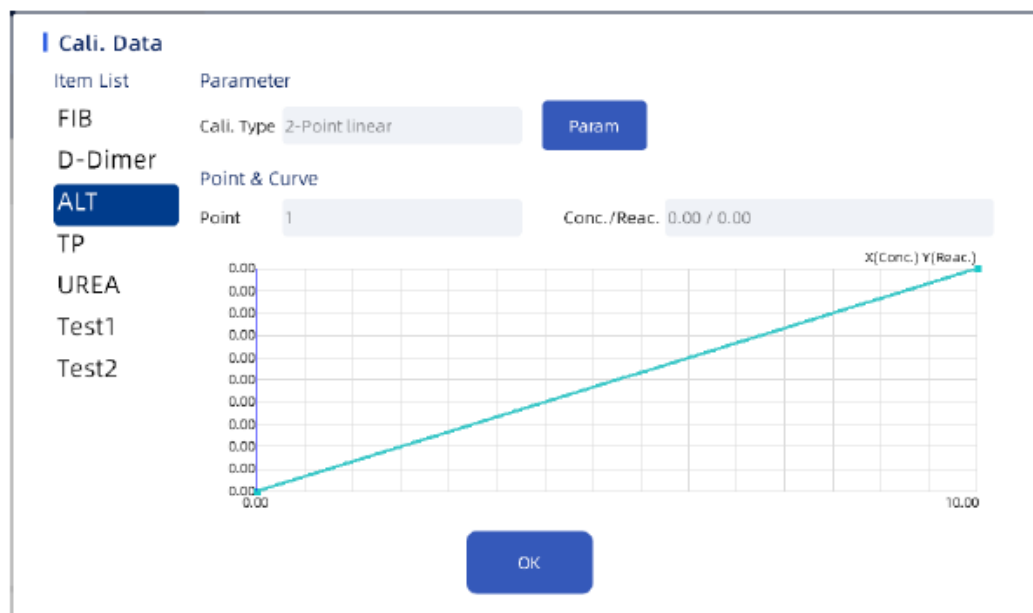 Cali. Data
Item List
Parameter
FIB
Cali. Type 2-Point linear
Param
D-Dimer
Point & Curve
ALT
Point 1
Conc./Reac. 0.00 / 0.00
TP
UREA
Test1
Test2
X(Conc.) Y(Reac.)
0.00
0.00
0.00
0.00
0.00
0.00
0.00
0.00
0.00
0.00
0.00
0.00 10.00
OK